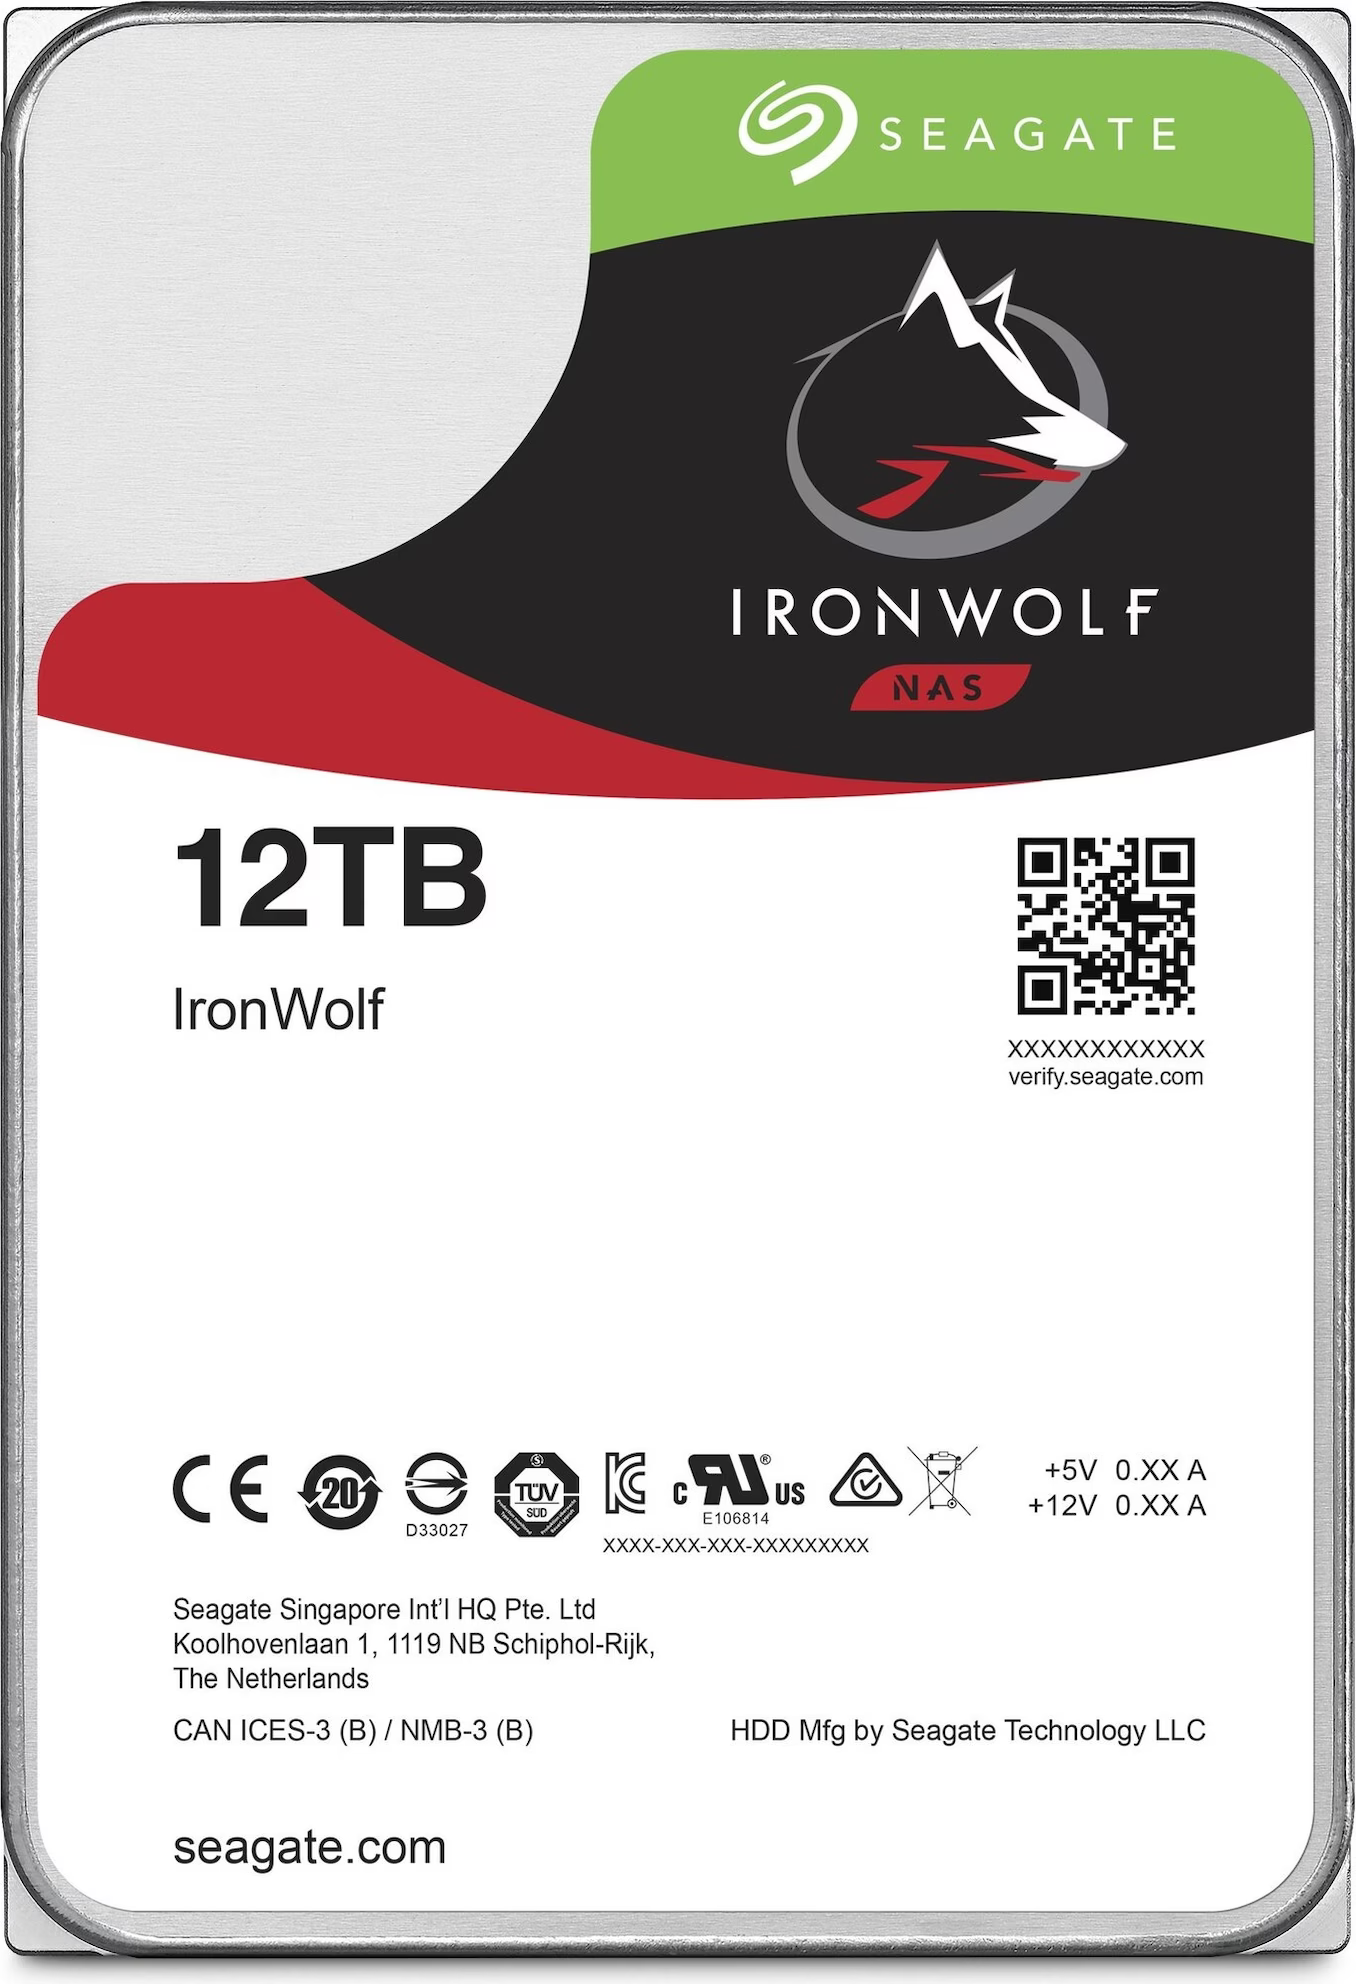 SEAGATE
IRONWOLF
NAS
12TB
IronWolf
XXXXXXXXXXXX
verify.seagate.com
CE
20
D33027
TÜV
SÜD
KC
c RU ® US
E106814
XXXX-XXX-XXX-XXXXXXXXX
+5V 0.XX A
+12V 0.XX A
Seagate Singapore Int'l HQ Pte. Ltd
Koolhovenlaan 1, 1119 NB Schiphol-Rijk,
The Netherlands
CAN ICES-3 (B) / NMB-3 (B)
HDD Mfg by Seagate Technology LLC
seagate.com